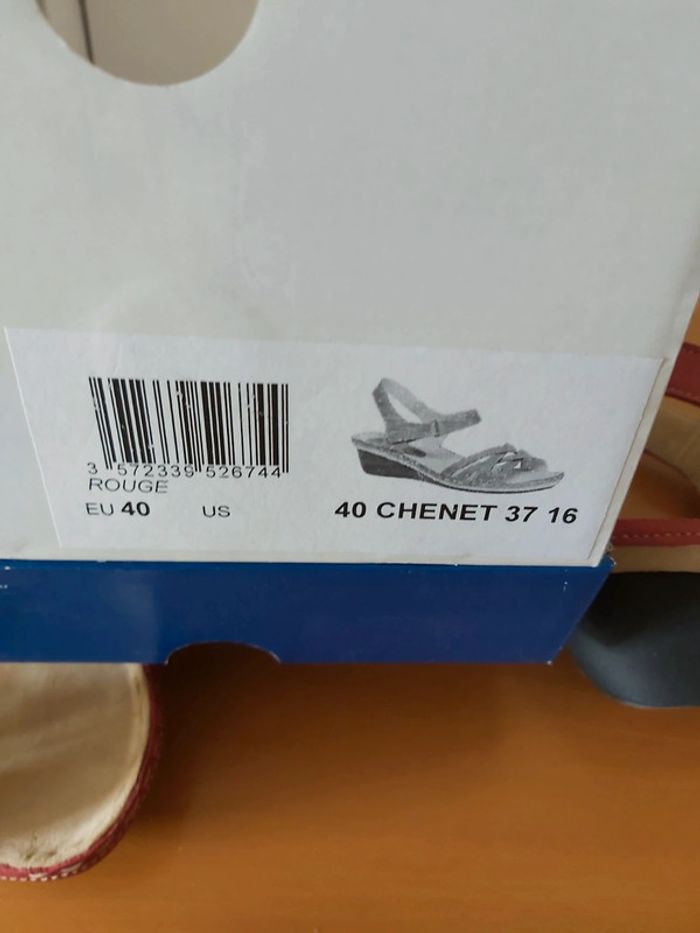 3 572339 526744
ROUGE
EU 40 US
40 CHENET 37 16